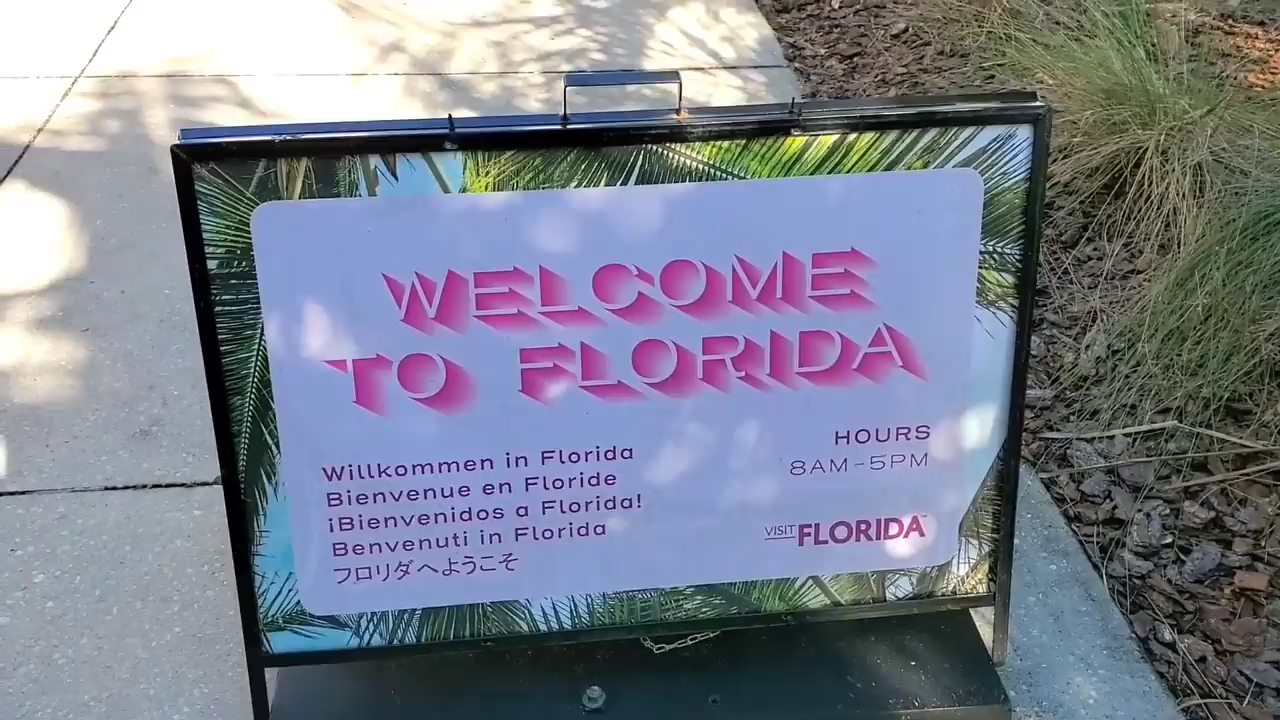 WELCOME
TO FLORIDA
Willkommen in Florida
Bienvenue en Floride
¡Bienvenidos a Florida!
Benvenuti in Florida
フロリダへようこそ
HOURS
8AM-5PM
VISIT FLORIDA™